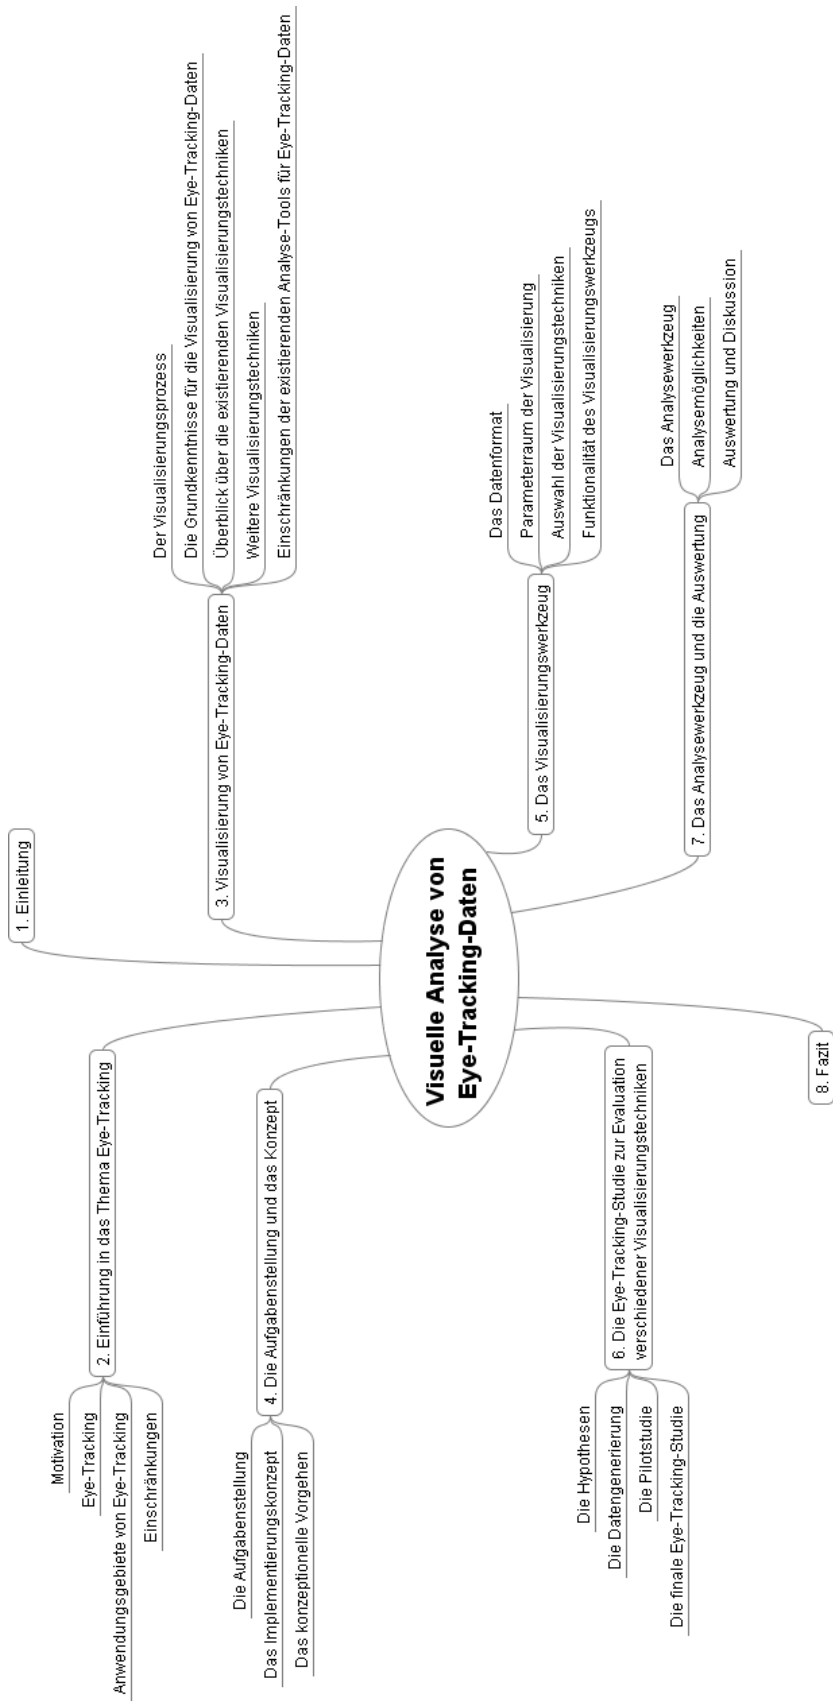 Visuelle Analyse von
Eye-Tracking-Daten
1. Einleitung
2. Einführung in das Thema Eye-Tracking
Motivation
Eye-Tracking
Anwendungsgebiete von Eye-Tracking
Einschränkungen
3. Visualisierung von Eye-Tracking-Daten
Der Visualisierungsprozess
Die Grundkenntnisse für die Visualisierung von Eye-Tracking-Daten
Überblick über die existierenden Visualisierungstechniken
Weitere Visualisierungstechniken
Einschränkungen der existierenden Analyse-Tools für Eye-Tracking-Daten
4. Die Aufgabenstellung und das Konzept
Die Aufgabenstellung
Das Implementierungskonzept
Das konzeptionelle Vorgehen
5. Das Visualisierungswerkzeug
Das Datenformat
Parameterraum der Visualisierung
Auswahl der Visualisierungstechniken
Funktionalität des Visualisierungswerkzeugs
6. Die Eye-Tracking-Studie zur Evaluation
verschiedener Visualisierungstechniken
Die Hypothesen
Die Datengenerierung
Die Pilotstudie
Die finale Eye-Tracking-Studie
7. Das Analysewerkzeug und die Auswertung
Das Analysewerkzeug
Analysemöglichkeiten
Auswertung und Diskussion
8. Fazit